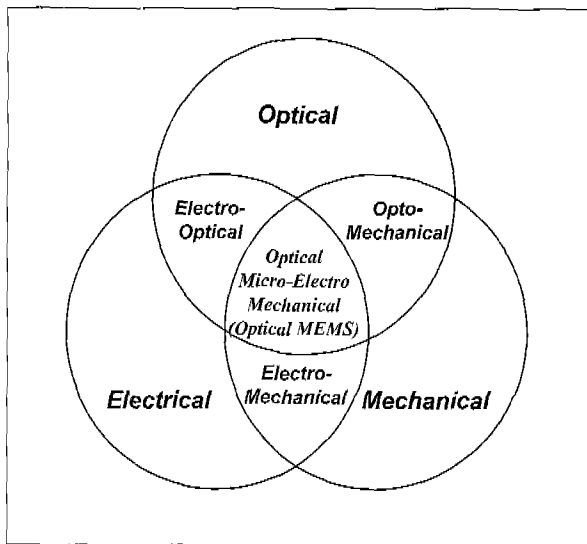 Optical
Electro-
Optical
Opto-
Mechanical
Optical
Micro-Electro
Mechanical
(Optical MEMS)
Electrical
Electro-
Mechanical
Mechanical